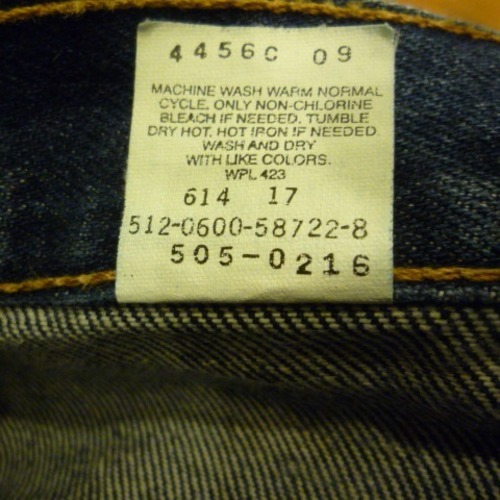 4456C 09
MACHINE WASH WARM NORMAL
CYCLE. ONLY NON-CHLORINE
BLEACH IF NEEDED. TUMBLE
DRY HOT. HOT IRON IF NEEDED.
WASH AND DRY
WITH LIKE COLORS.
WPL 423
614 17
512-0600-58722-8
505-0216